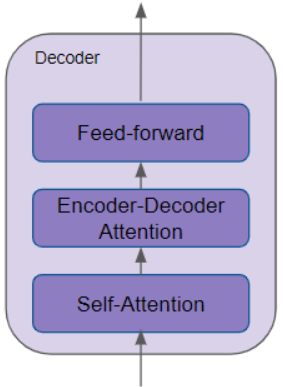 Decoder
Feed-forward
Encoder-Decoder
Attention
Self-Attention